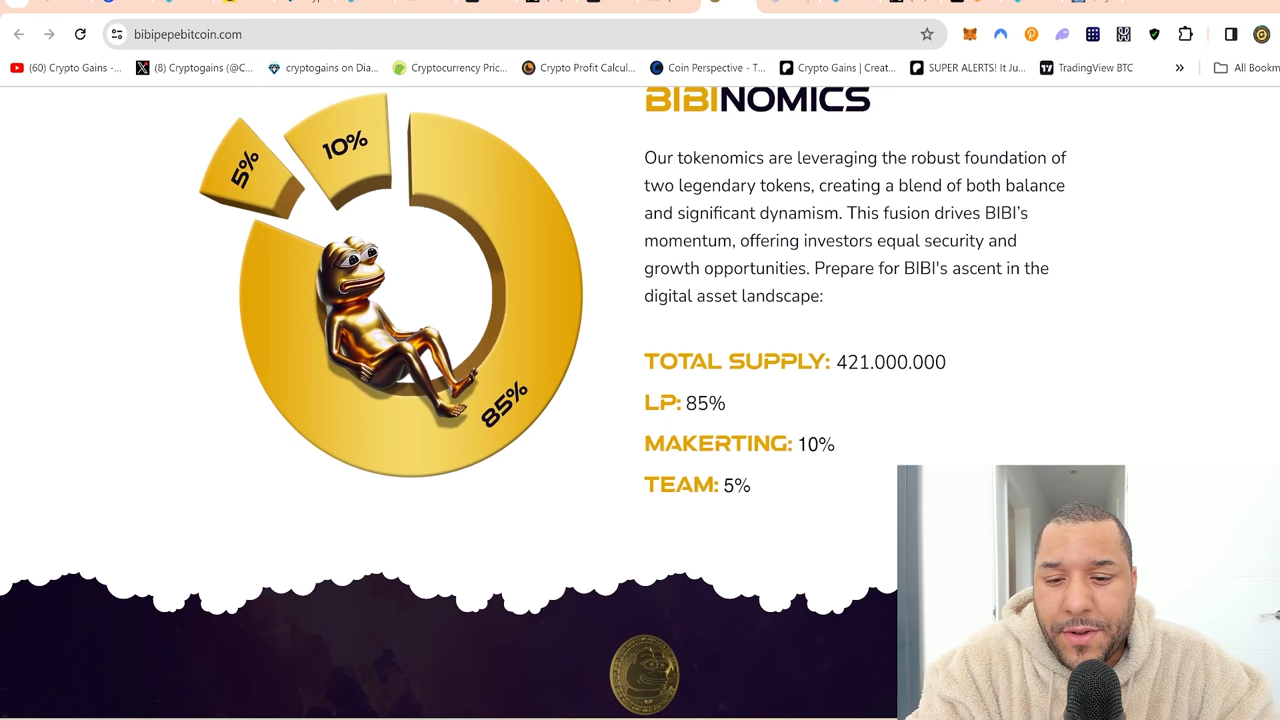 bibipepebitcoin.com
(60) Crypto Gains -...
(8) Cryptogains (@C...
cryptogains on Dia...
Cryptocurrency Pric...
Crypto Profit Calcul...
Coin Perspective - T...
Crypto Gains | Creat...
SUPER ALERTS! It Ju...
TradingView BTC
»
All Bookm
BIBINOMICS
5%
10%
85%
Our tokenomics are leveraging the robust foundation of
two legendary tokens, creating a blend of both balance
and significant dynamism. This fusion drives BIBI’s
momentum, offering investors equal security and
growth opportunities. Prepare for BIBI's ascent in the
digital asset landscape:
TOTAL SUPPLY: 421.000.000
LP: 85%
MAKERTING: 10%
TEAM: 5%